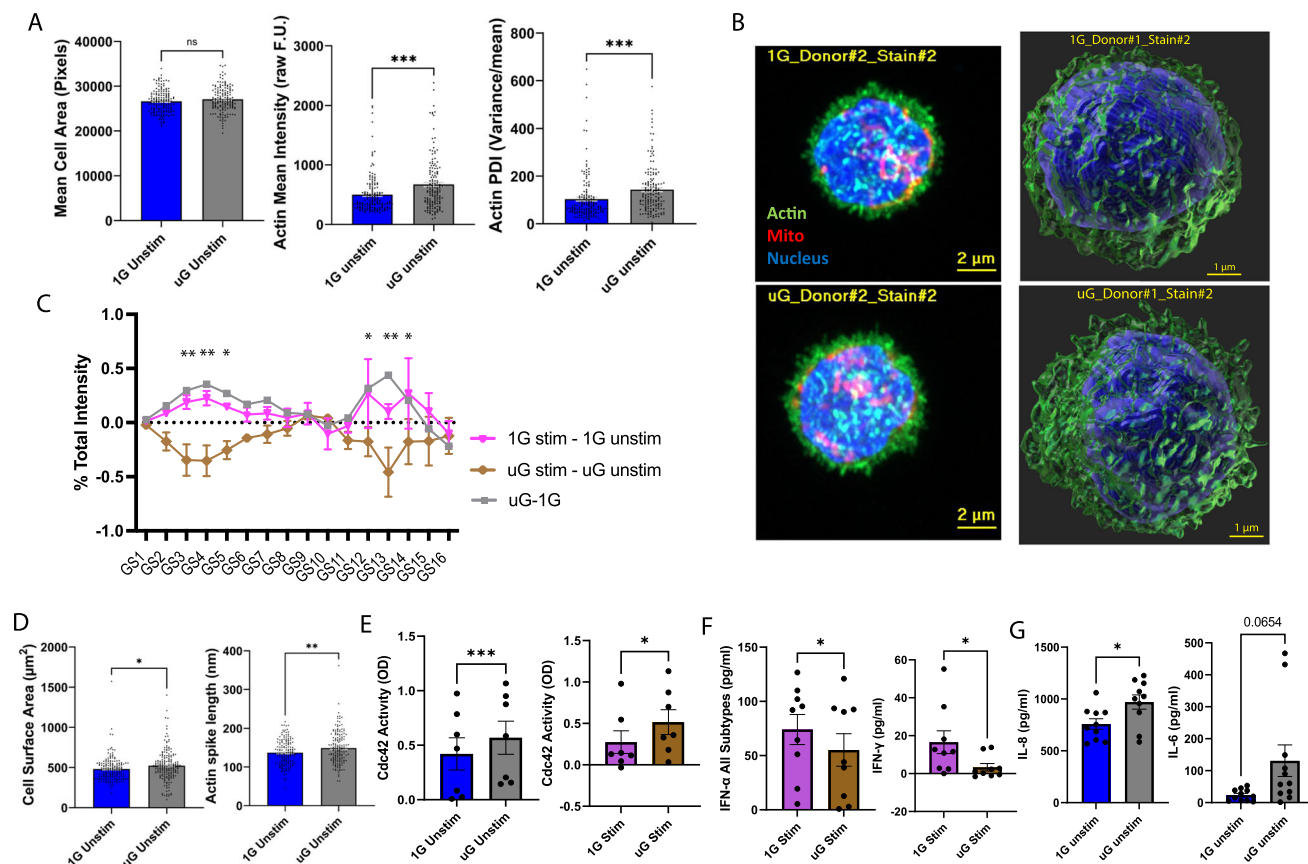 A
Mean Cell Area (Pixels)
40000
30000
20000
10000
0
ns
1G Unstim
uG Unstim
Actin Mean Intensity (raw F.U.)
3000
2000
1000
0
***
1G unstim
uG Unstim
Actin PDI (Variance/mean)
800
600
400
200
0
***
1G unstim
uG Unstim
B
1G_Donor#2_Stain#2
Actin
Mito
Nucleus
2 µm
1G_Donor#1_Stain#2
1 µm
uG_Donor#2_Stain#2
2 µm
uG_Donor#1_Stain#2
1 µm
C
% Total Intensity
1.0
0.5
0.0
-0.5
-1.0
** ** * * ** *
GS1 GS2 GS3 GS4 GS5 GS6 GS7 GS8 GS9 GS10 GS11 GS12 GS13 GS14 GS15 GS16
1G stim - 1G unstim
uG stim - uG unstim
uG-1G
D
Cell Surface Area (µm²)
2000
1500
1000
500
0
*
1G Unstim
uG Unstim
Actin spike length (nm)
400
300
200
100
0
**
1G Unstim
uG Unstim
E
Cdc42 Activity (OD)
1.5
1.0
0.5
0.0
***
1G Unstim
uG Unstim
Cdc42 Activity (OD)
1.5
1.0
0.5
0.0
-0.5
*
1G Stim
uG Stim
F
IFN-α All Subtypes (pg/ml)
150
100
50
0
*
1G Stim
uG Stim
IFN-γ (pg/ml)
60
40
20
0
-20
*
1G Stim
uG Stim
G
IL-8 (pg/ml)
1500
1000
500
0
*
1G unstim
uG unstim
IL-6 (pg/ml)
500
400
300
200
100
0
0.0654
1G unstim
uG unstim